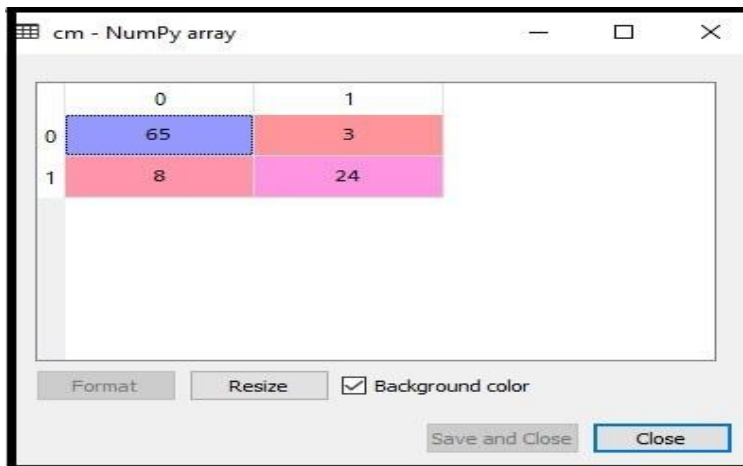 cm - NumPy array
0 1
0 65 3
1 8 24
Format Resize Background color
Save and Close Close